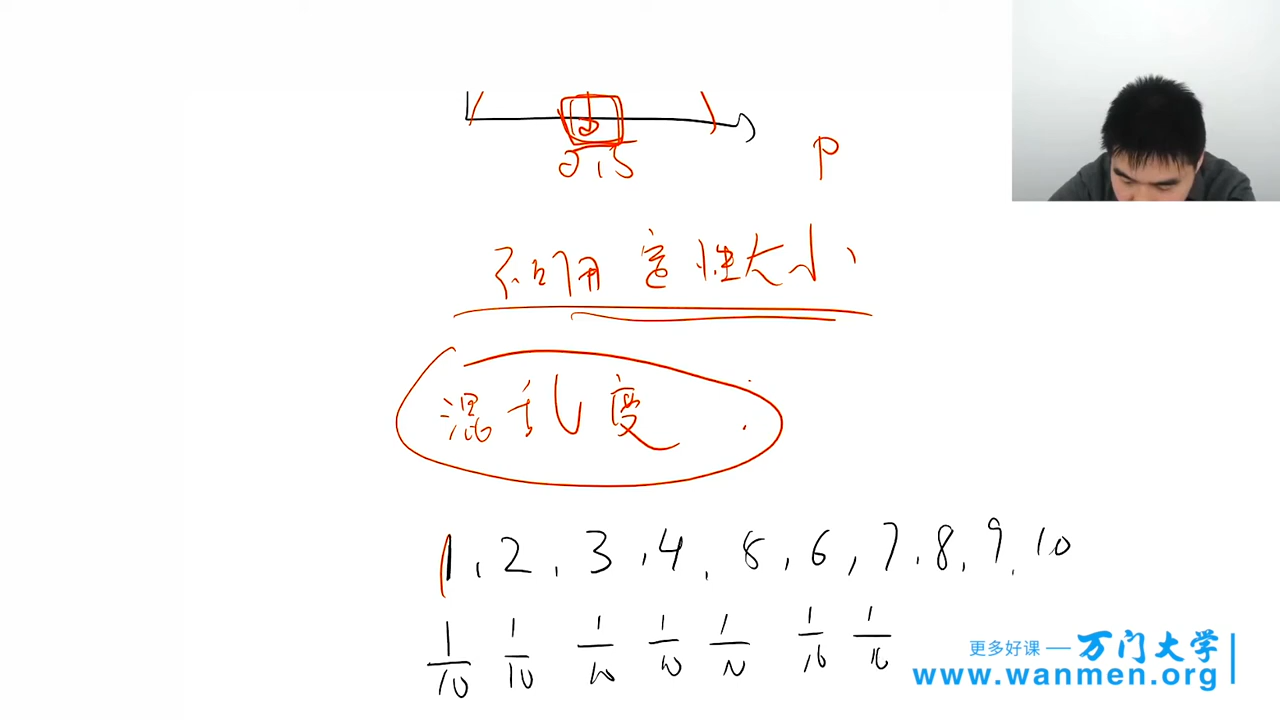 0.5
P
不确定性大小
混乱度
1, 2, 3, 4, 5, 6, 7, 8, 9, 10
1/10 1/10 1/10 1/10 1/10 1/10 1/10
更多好课 — 万门大学
www.wanmen.org